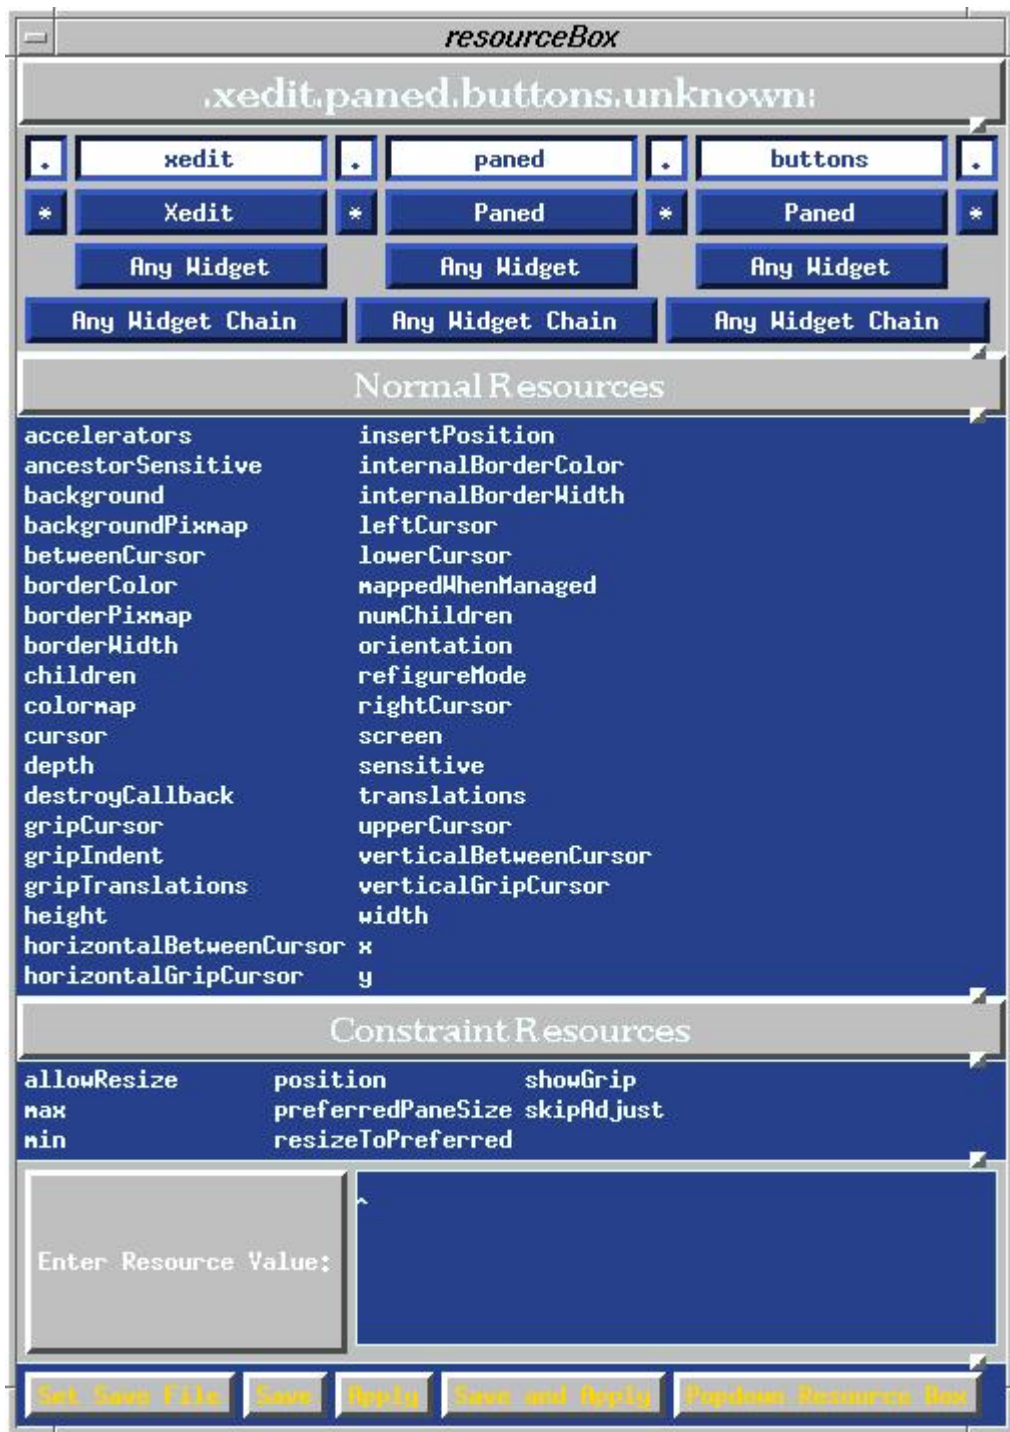 resourceBox
.xedit.paned.buttons.unknown:
. xedit . paned . buttons .
* Xedit * Paned * Paned *
Any Widget Any Widget Any Widget
Any Widget Chain Any Widget Chain Any Widget Chain
Normal Resources
accelerators insertPosition
ancestorSensitive internalBorderColor
background internalBorderWidth
backgroundPixmap leftCursor
betweenCursor lowerCursor
borderColor mappedWhenManaged
borderPixmap numChildren
borderWidth orientation
children refigureMode
colormap rightCursor
cursor screen
depth sensitive
destroyCallback translations
gripCursor upperCursor
gripIndent verticalBetweenCursor
gripTranslations verticalGripCursor
height width
horizontalBetweenCursor x
horizontalGripCursor y
Constraint Resources
allowResize position showGrip
max preferredPaneSize skipAdjust
min resizeToPreferred
Enter Resource Value:
^
Set Save File Save Apply Save and Apply Popdown Resource Box